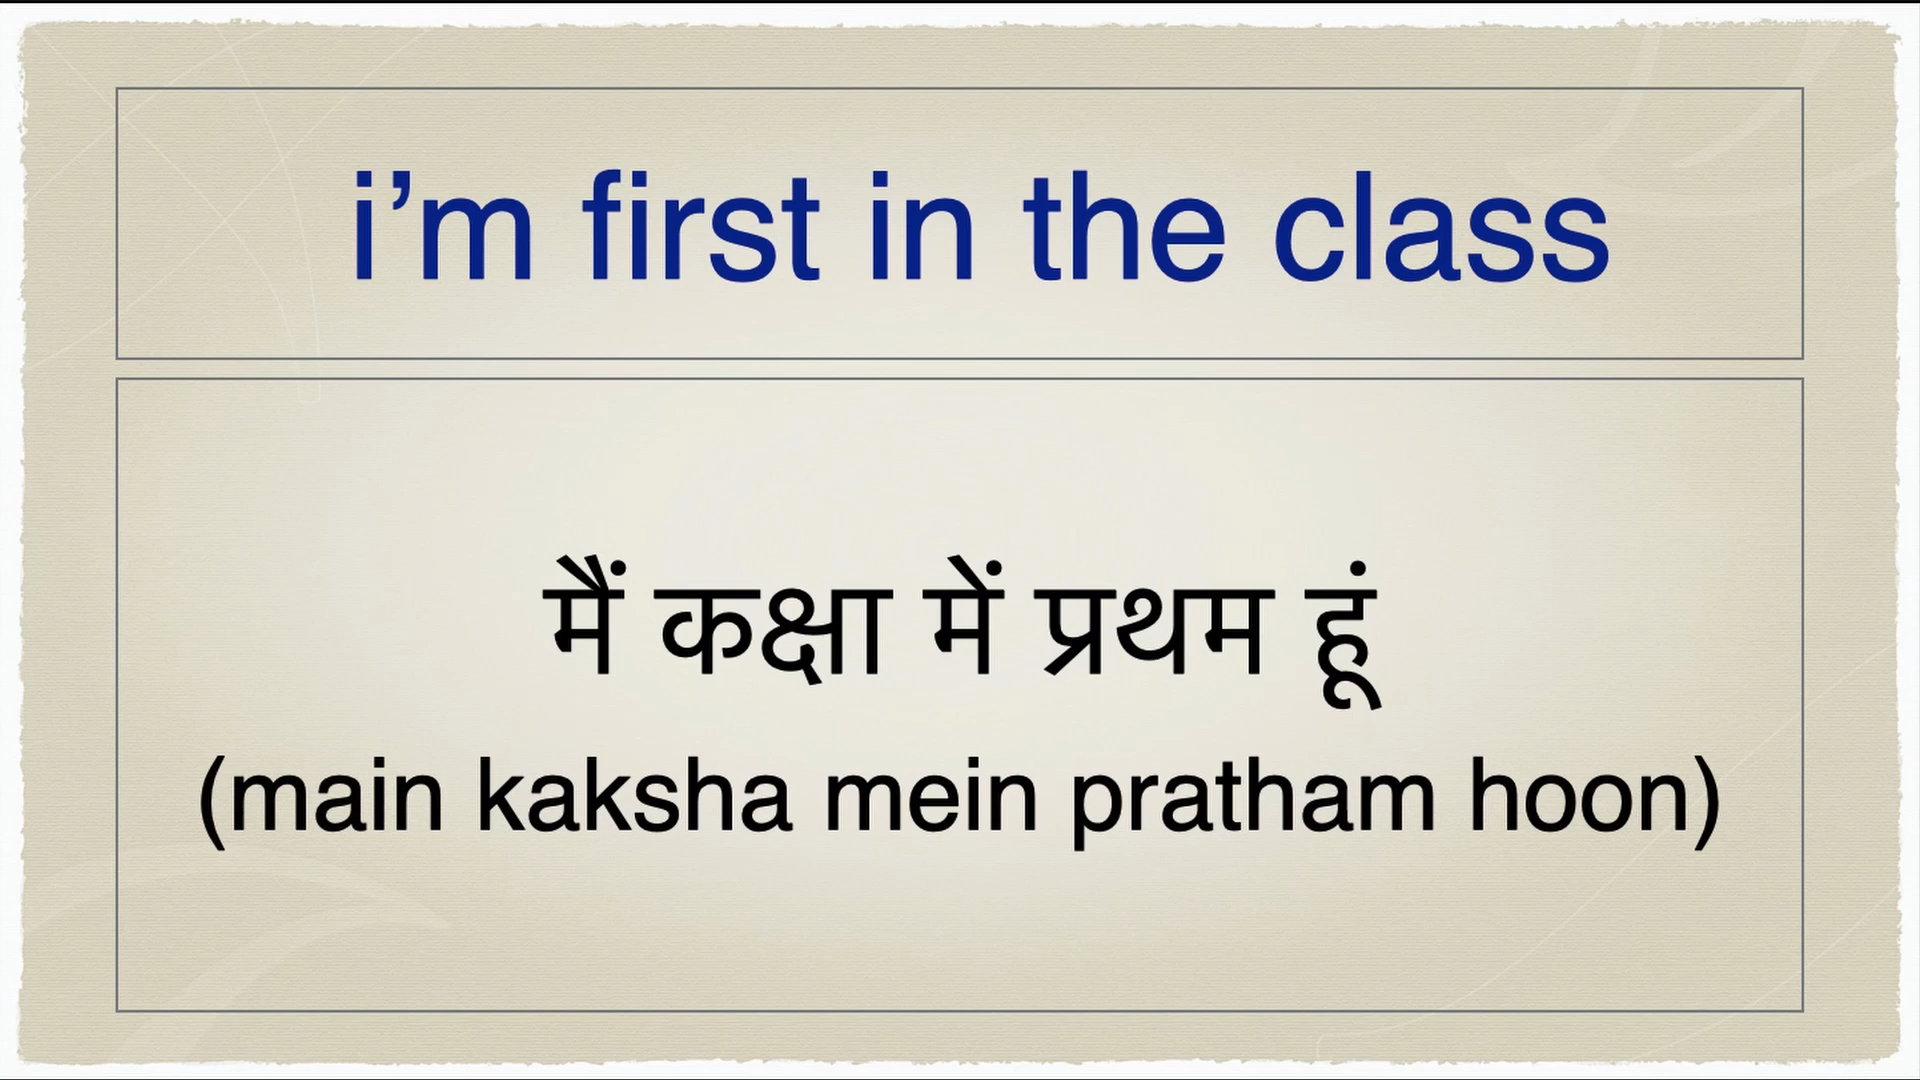 i’m first in the class
मैं कक्षा में प्रथम हूं
(main kaksha mein pratham hoon)